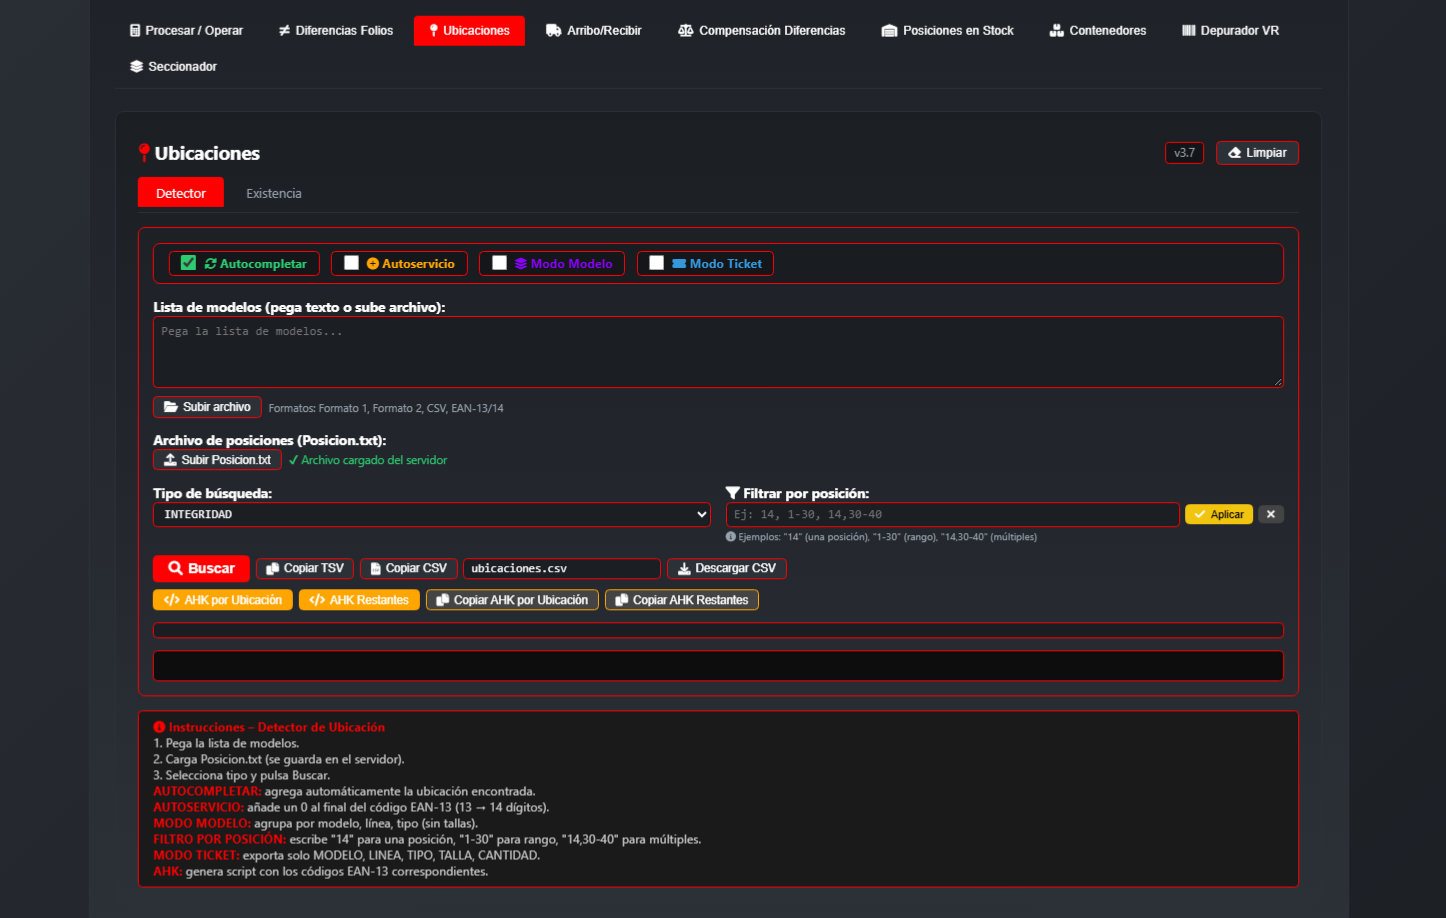 Procesar / Operar  Diferencias Folios  Ubicaciones  Arribo/Recibir  Compensación Diferencias  Posiciones en Stock  Contenedores  Depurador VR
Seccionador
Ubicaciones  v3.7  Limpiar
Detector  Existencia
Autocompletar  Autoservicio  Modo Modelo  Modo Ticket
Lista de modelos (pega texto o sube archivo):
Pega la lista de modelos...
Subir archivo  Formatos: Formato 1, Formato 2, CSV, EAN-13/14
Archivo de posiciones (Posicion.txt):
Subir Posicion.txt  Archivo cargado del servidor
Tipo de búsqueda:  Filtrar por posición:
INTEGRIDAD  Ej: 14, 1-30, 14,30-40  Aplicar
Ejemplos: "14" (una posición), "1-30" (rango), "14,30-40" (múltiples)
Buscar  Copiar TSV  Copiar CSV  ubicaciones.csv  Descargar CSV
AHK por Ubicación  AHK Restantes  Copiar AHK por Ubicación  Copiar AHK Restantes
Instrucciones – Detector de Ubicación
1. Pega la lista de modelos.
2. Carga Posicion.txt (se guarda en el servidor).
3. Selecciona tipo y pulsa Buscar.
AUTOCOMPLETAR: agrega automáticamente la ubicación encontrada.
AUTOSERVICIO: añade un 0 al final del código EAN-13 (13 → 14 dígitos).
MODO MODELO: agrupa por modelo, línea, tipo (sin tallas).
FILTRO POR POSICIÓN: escribe "14" para una posición, "1-30" para rango, "14,30-40" para múltiples.
MODO TICKET: exporta solo MODELO, LINEA, TIPO, TALLA, CANTIDAD.
AHK: genera script con los códigos EAN-13 correspondientes.